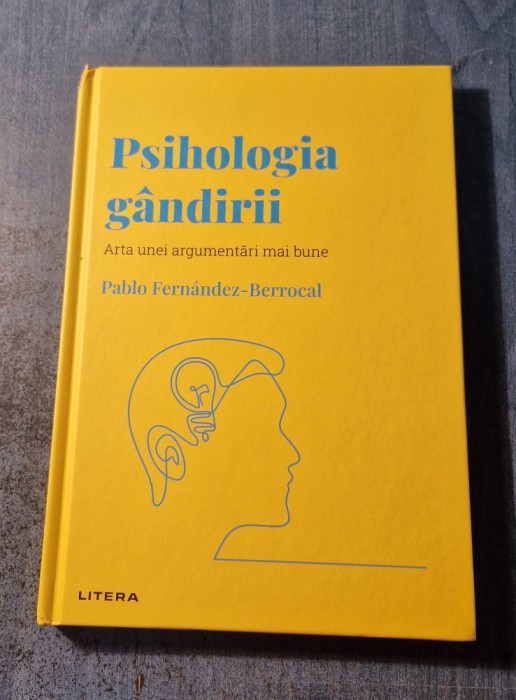 Psihologia
gândirii
Arta unei argumentări mai bune
Pablo Fernández-Berrocal
LITERA